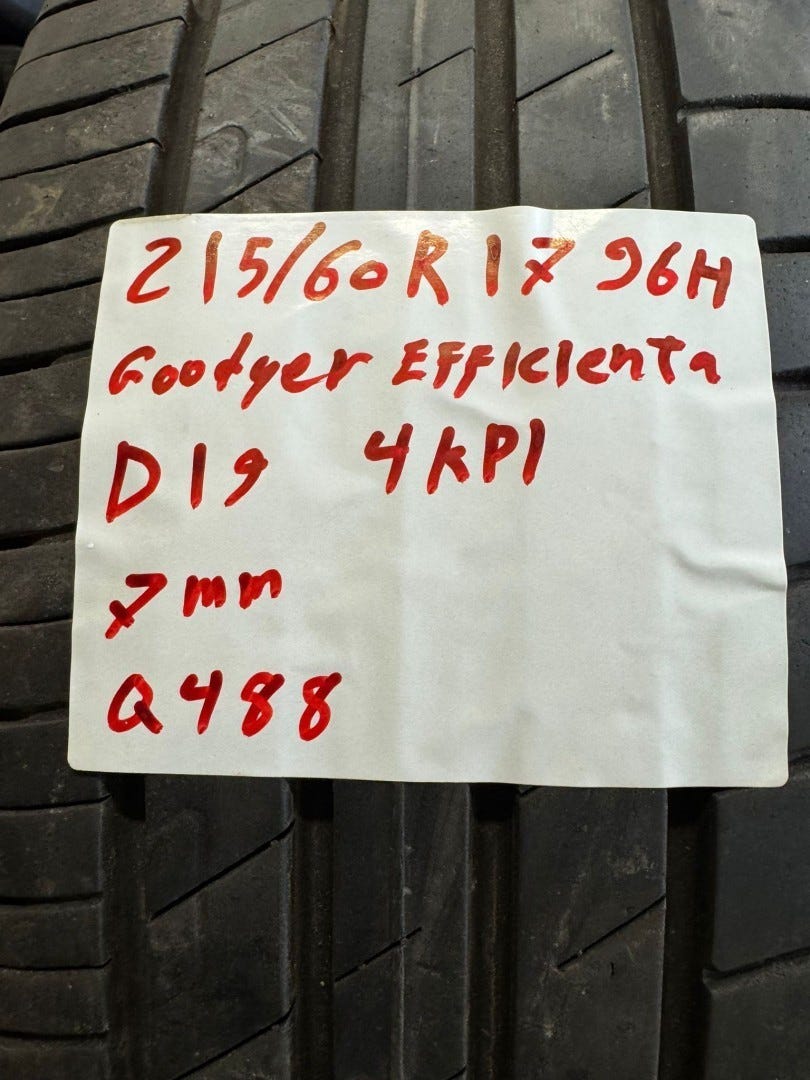 215/60R17 96H
Goodyer EFFIcIenTa
D19 4KPl
7mm
Q488